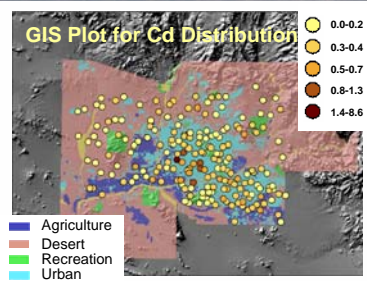 GIS Plot for Cd Distribution
0.0-0.2
0.3-0.4
0.5-0.7
0.8-1.3
1.4-8.6
Agriculture
Desert
Recreation
Urban